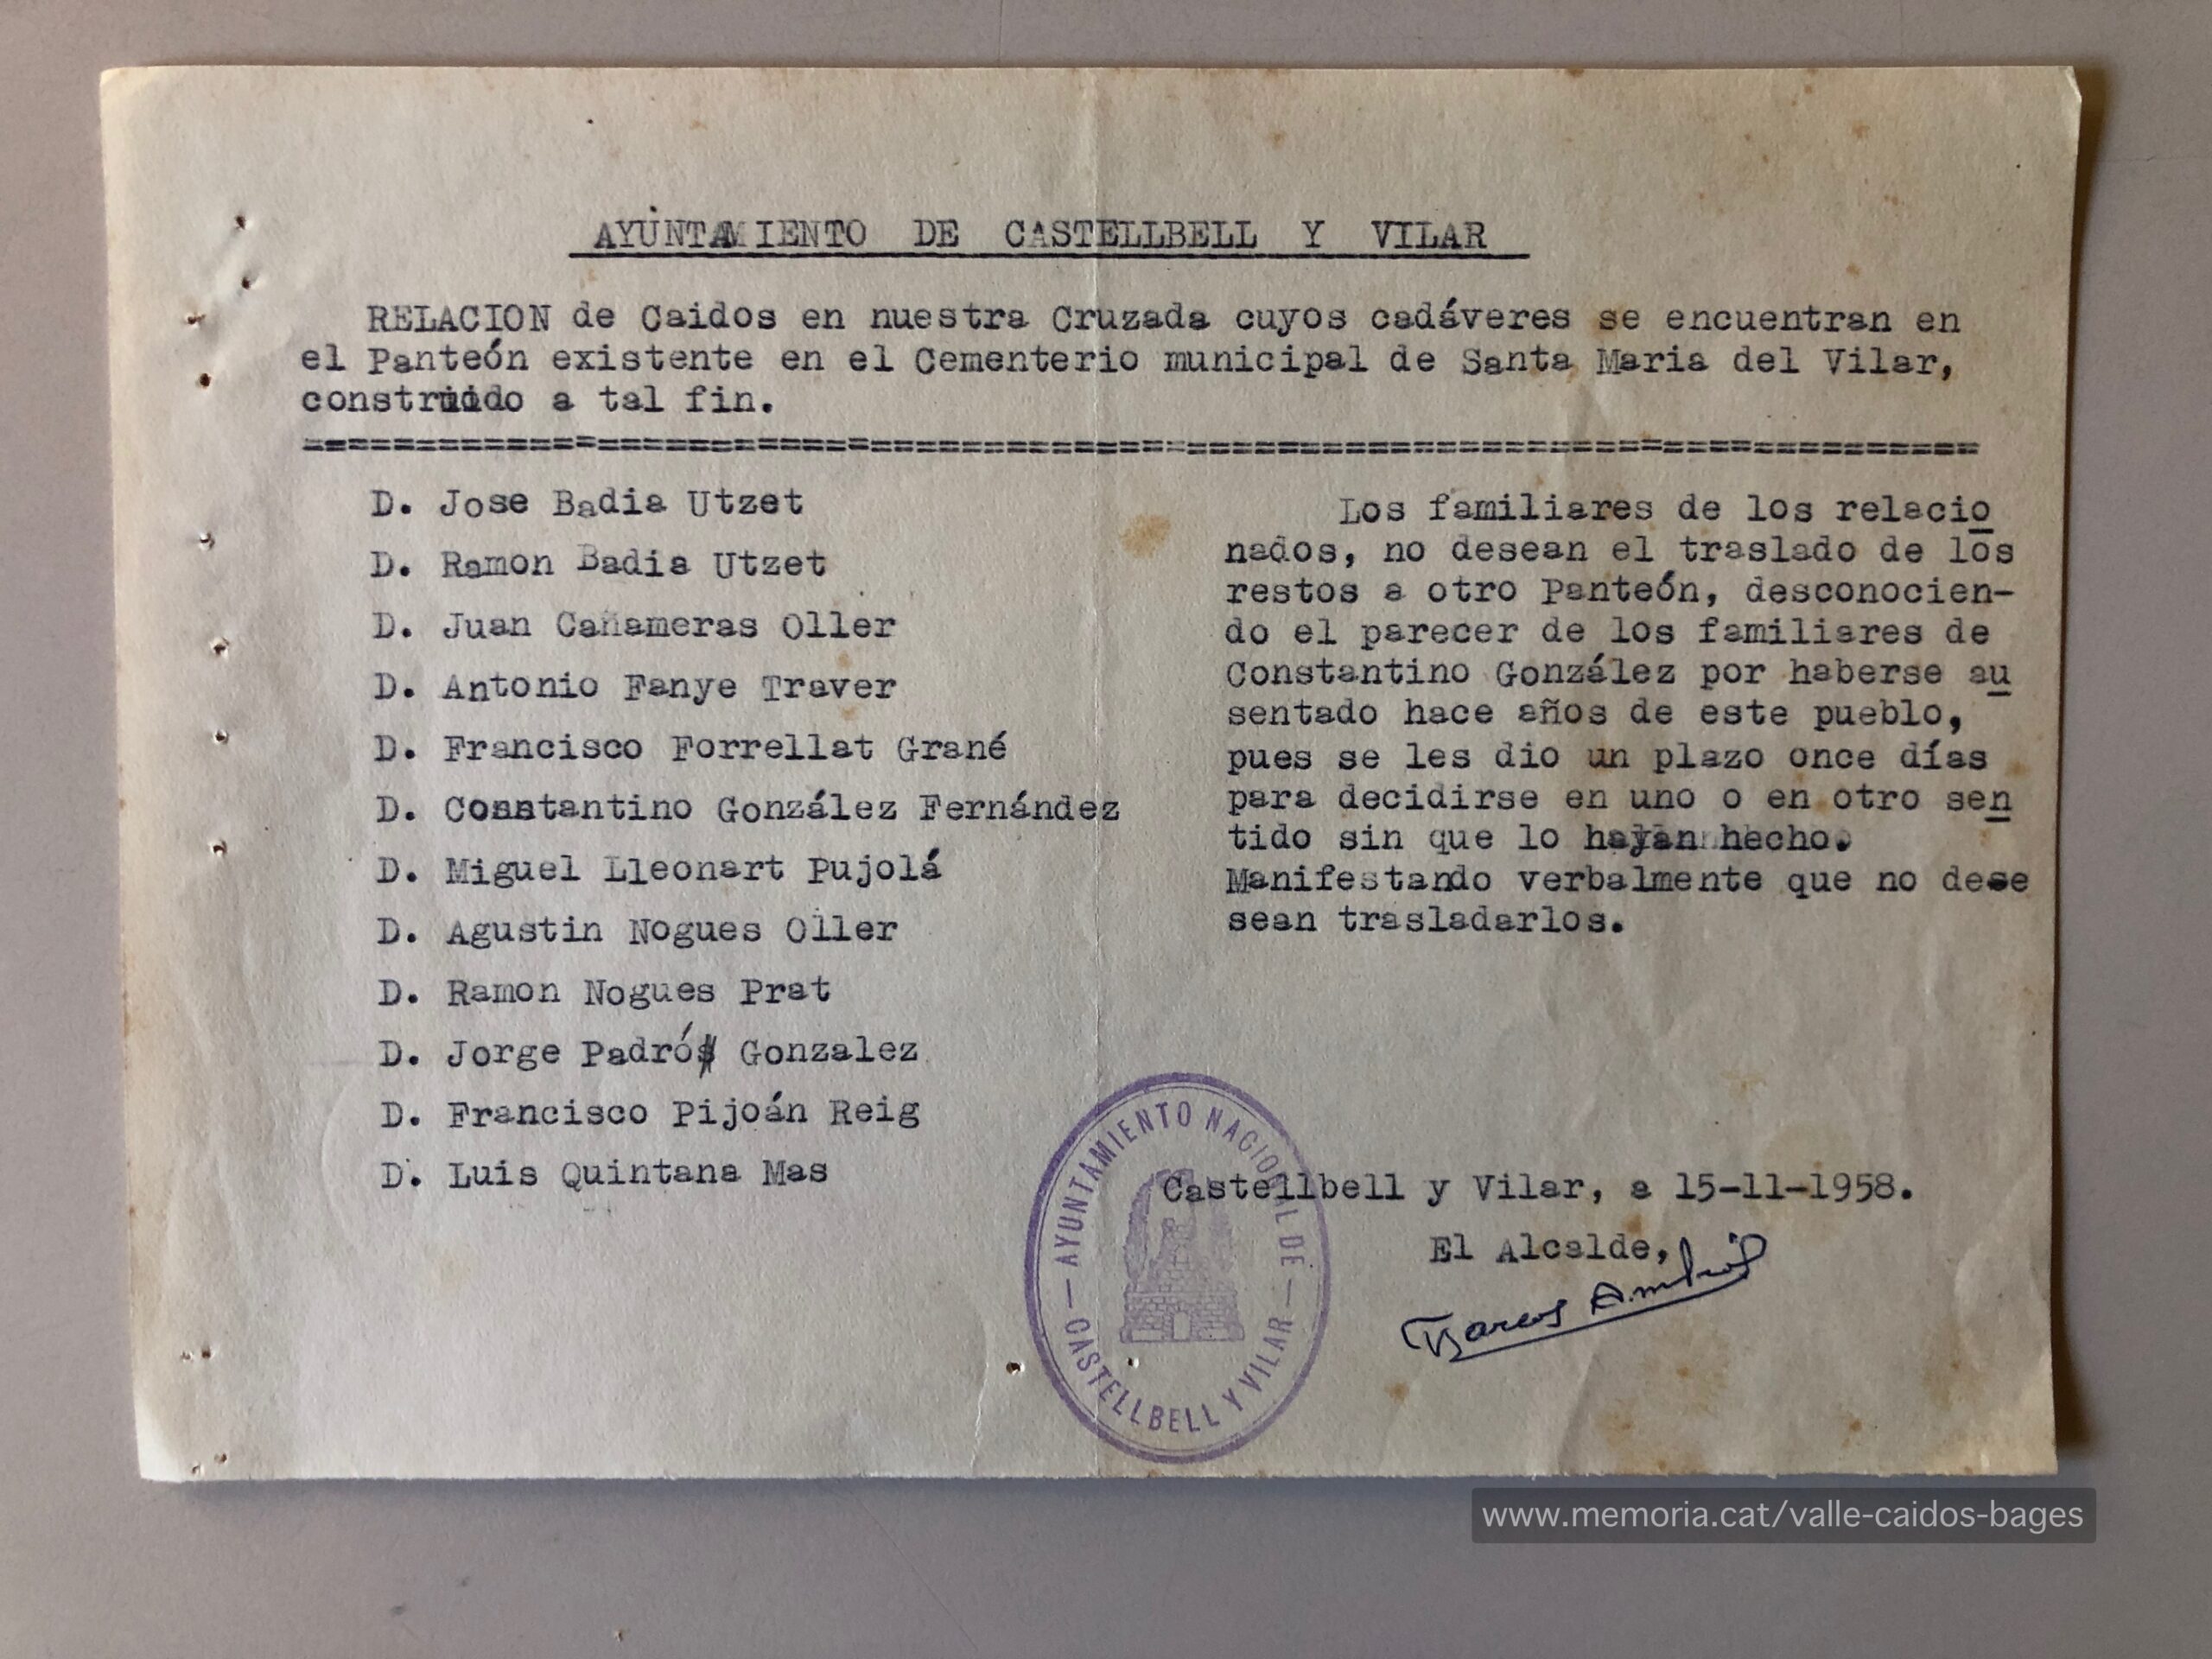 AYUNTAMIENTO DE CASTELLBELL Y VILAR
RELACION de Caidos en nuestra Cruzada cuyos cadáveres se encuentran en
el Panteón existente en el Cementerio municipal de Santa Maria del Vilar,
construido a tal fin.
D. Jose Badia Utzet
D. Ramon Badia Utzet
D. Juan Cañameras Oller
D. Antonio Fanye Traver
D. Francisco Forrellat Grané
D. Constantino González Fernández
D. Miguel Lleonart Pujolá
D. Agustin Nogues Oller
D. Ramon Nogues Prat
D. Jorge Padró Gonzalez
D. Francisco Pijoán Reig
D. Luis Quintana Mas
Los familiares de los relacio
nados, no desean el traslado de los
restos a otro Panteón, desconocien-
do el parecer de los familiares de
Constantino González por haberse au
sentado hace años de este pueblo,
pues se les dio un plazo once días
para decidirse en uno o en otro sen
tido sin que lo hayan hecho.
Manifestando verbalmente que no dese
sean trasladarlos.
Castellbell y Vilar, a 15-11-1958.
El Alcalde,
AYUNTAMIENTO NACIONAL DE
CASTELLBELL Y VILAR
www.memoria.cat/valle-caidos-bages